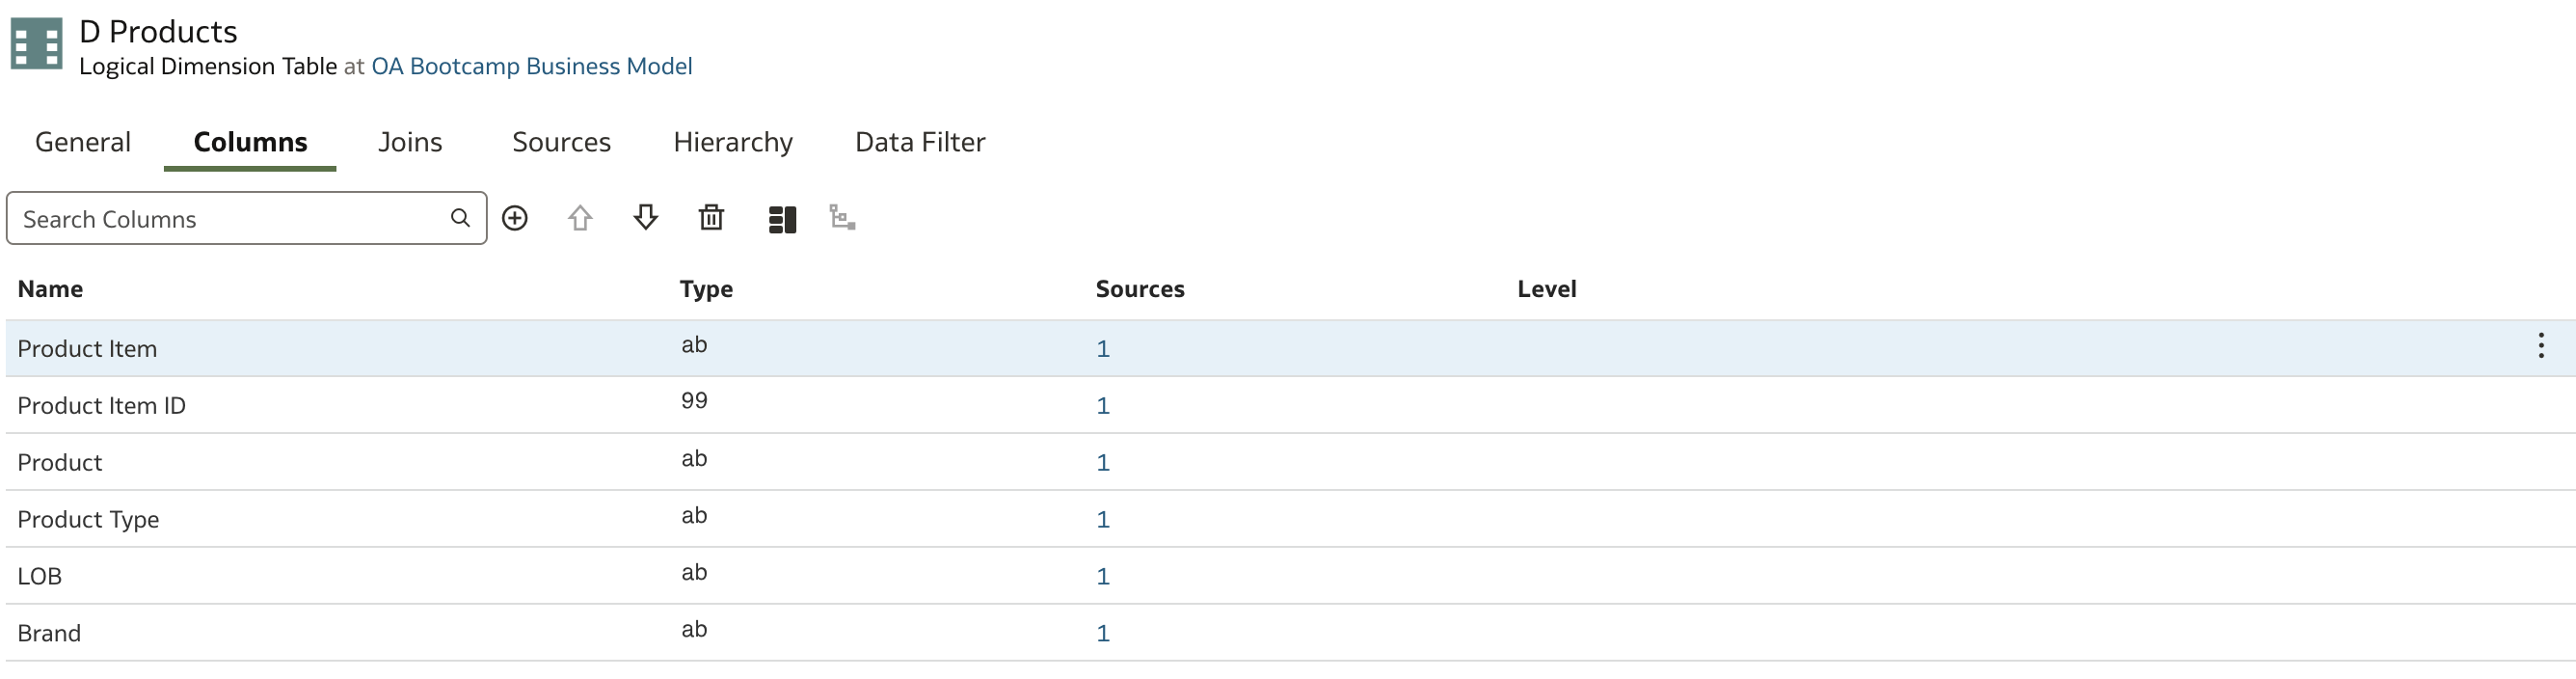 D Products
Logical Dimension Table at OA Bootcamp Business Model
General Columns Joins Sources Hierarchy Data Filter
Search Columns
Name Type Sources Level
Product Item ab 1
Product Item ID 99 1
Product ab 1
Product Type ab 1
LOB ab 1
Brand ab 1